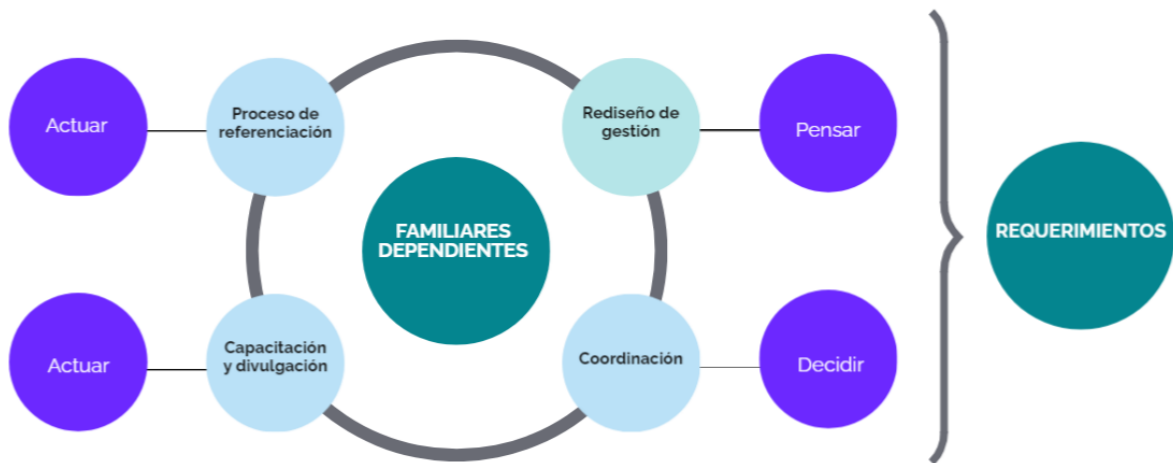 Actuar
Proceso de
referenciación
Rediseño de
gestión
Pensar
FAMILIARES
DEPENDIENTES
REQUERIMIENTOS
Actuar
Capacitación
y divulgación
Coordinación
Decidir